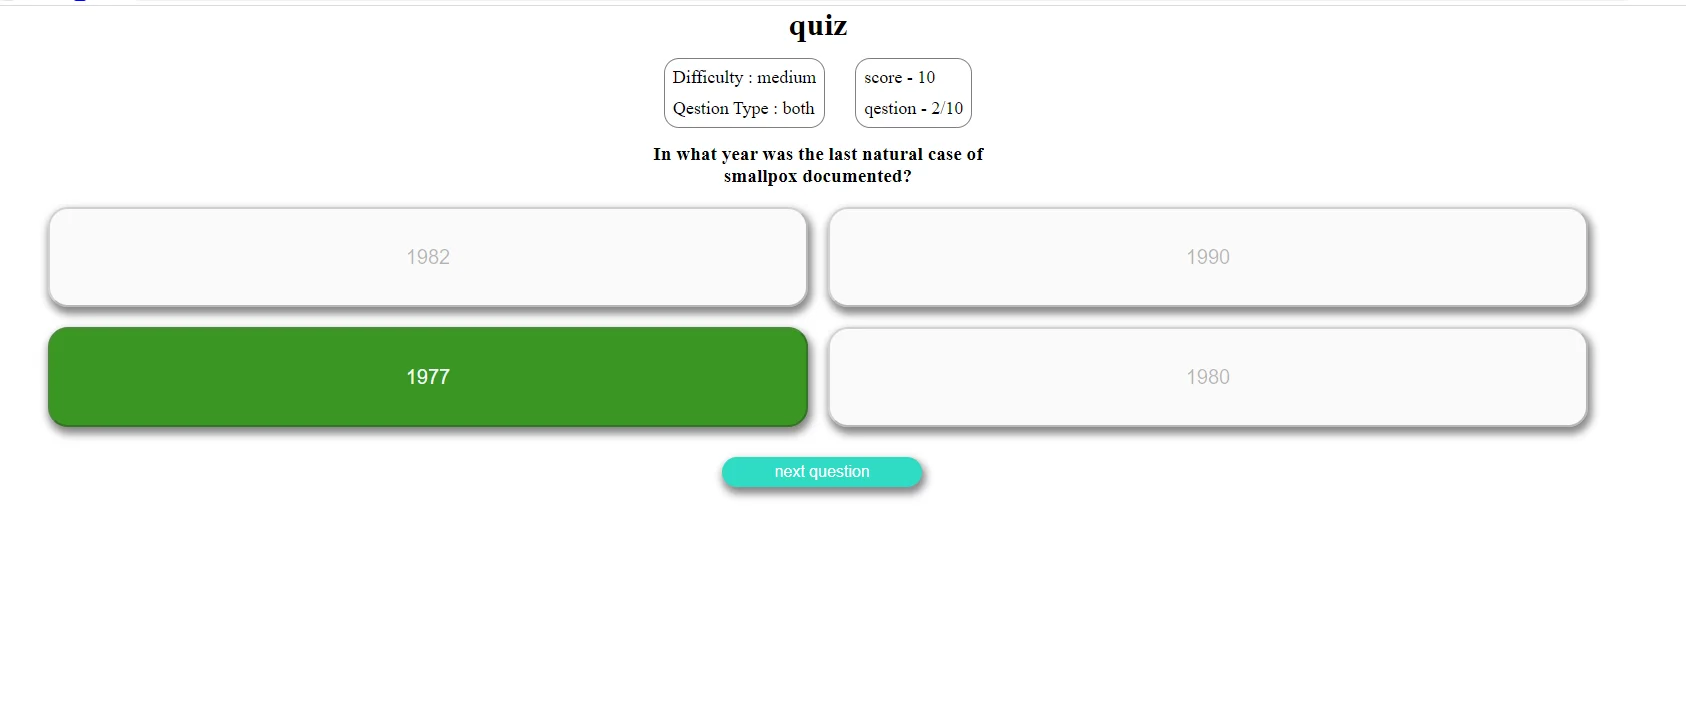 quiz
Difficulty : medium
Qestion Type : both
score - 10
qestion - 2/10
In what year was the last natural case of
smallpox documented?
1982
1990
1977
1980
next question